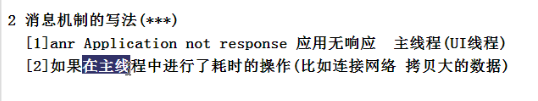 2 消息机制的写法(***)
[1]anr Application not response 应用无响应 主线程(UI线程)
[2]如果在主线程中进行了耗时的操作(比如连接网络 拷贝大的数据)